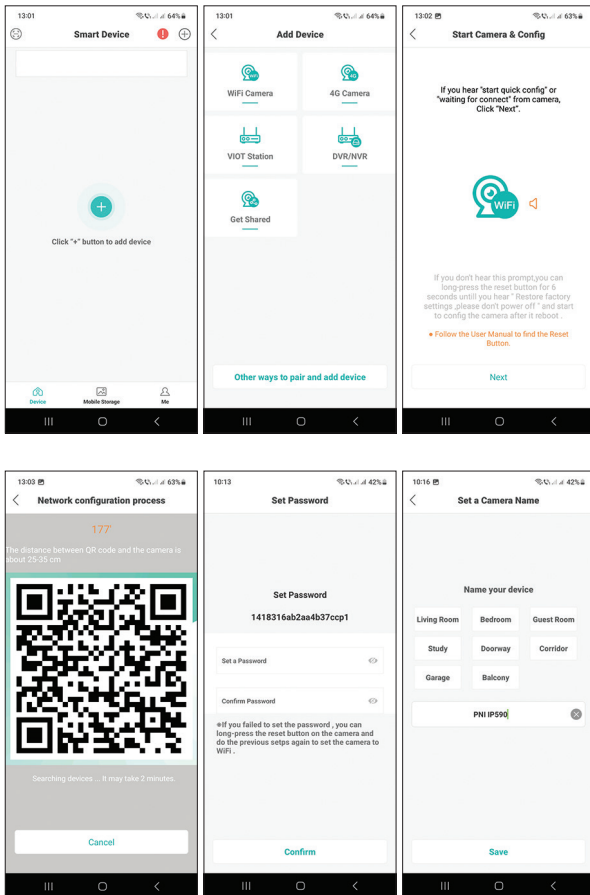 13:01
64%
Smart Device
Click "+" button to add device
Device
Mobile Storage
Me
13:01
64%
Add Device
WiFi
WiFi Camera
4G
4G Camera
VIOT Station
DVR/NVR
Get Shared
Other ways to pair and add device
13:02
63%
Start Camera & Config
If you hear "start quick config" or
"waiting for connect" from camera,
Click "Next".
WiFi
If you don't hear this prompt,you can
long-press the reset button for 6
seconds untill you hear " Restore factory
settings ,please don't power off " and start
to config the camera after it reboot .
● Follow the User Manual to find the Reset
Button.
Next
13:03
63%
Network configuration process
177'
The distance between QR code and the camera is
about 25-35 cm
Searching devices ... It may take 2 minutes.
Cancel
10:13
42%
Set Password
Set Password
1418316ab2aa4b37ccp1
Set a Password
Confirm Password
※If you failed to set the password , you can
long-press the reset button on the camera and
do the previous setps again to set the camera to
WiFi .
Confirm
10:16
42%
Set a Camera Name
Name your device
Living Room
Bedroom
Guest Room
Study
Doorway
Corridor
Garage
Balcony
PNI IP590
Save